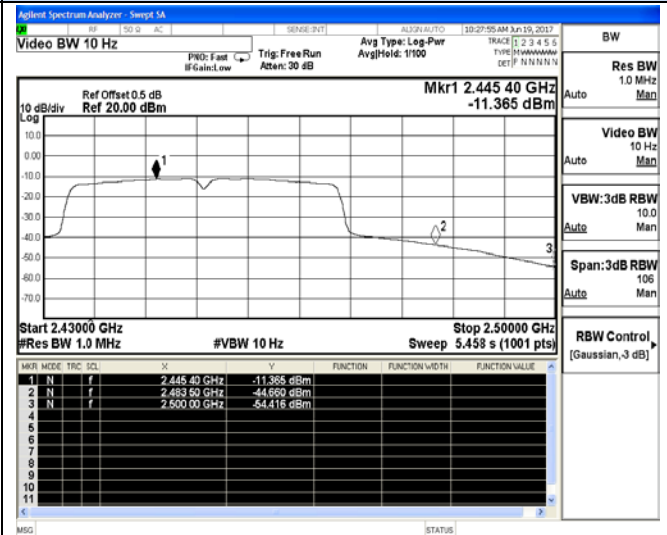 Agilent Spectrum Analyzer - Swept SA
RF 50 Ω AC SENSE:INT ALIGN AUTO 10:27:55 AM Jun 19, 2017
Video BW 10 Hz
PNO: Fast
IFGain:Low
Trig: Free Run
Atten: 30 dB
Avg Type: Log-Pwr
Avg|Hold: 1/100
TRACE 1 2 3 4 5 6
TYPE
DET P N N N N N
Ref Offset 0.5 dB
Ref 20.00 dBm
Mkr1 2.445 40 GHz
-11.365 dBm
10 dB/div
Log
10.0
0.00
-10.0
-20.0
-30.0
-40.0
-50.0
-60.0
-70.0
1
2
3
Start 2.43000 GHz
Stop 2.50000 GHz
#Res BW 1.0 MHz
#VBW 10 Hz
Sweep 5.458 s (1001 pts)
MKR MODE TRC SCL X Y FUNCTION FUNCTION WIDTH FUNCTION VALUE
1 N f 2.445 40 GHz -11.365 dBm
2 N f 2.483 50 GHz -44.660 dBm
3 N f 2.500 00 GHz -54.416 dBm
4
5
6
7
8
9
10
11
MSG
STATUS
BW
Res BW
1.0 MHz
Auto Man
Video BW
10 Hz
Auto Man
VBW:3dB RBW
10.0
Auto Man
Span:3dB RBW
106
Auto Man
RBW Control
[Gaussian,-3 dB]